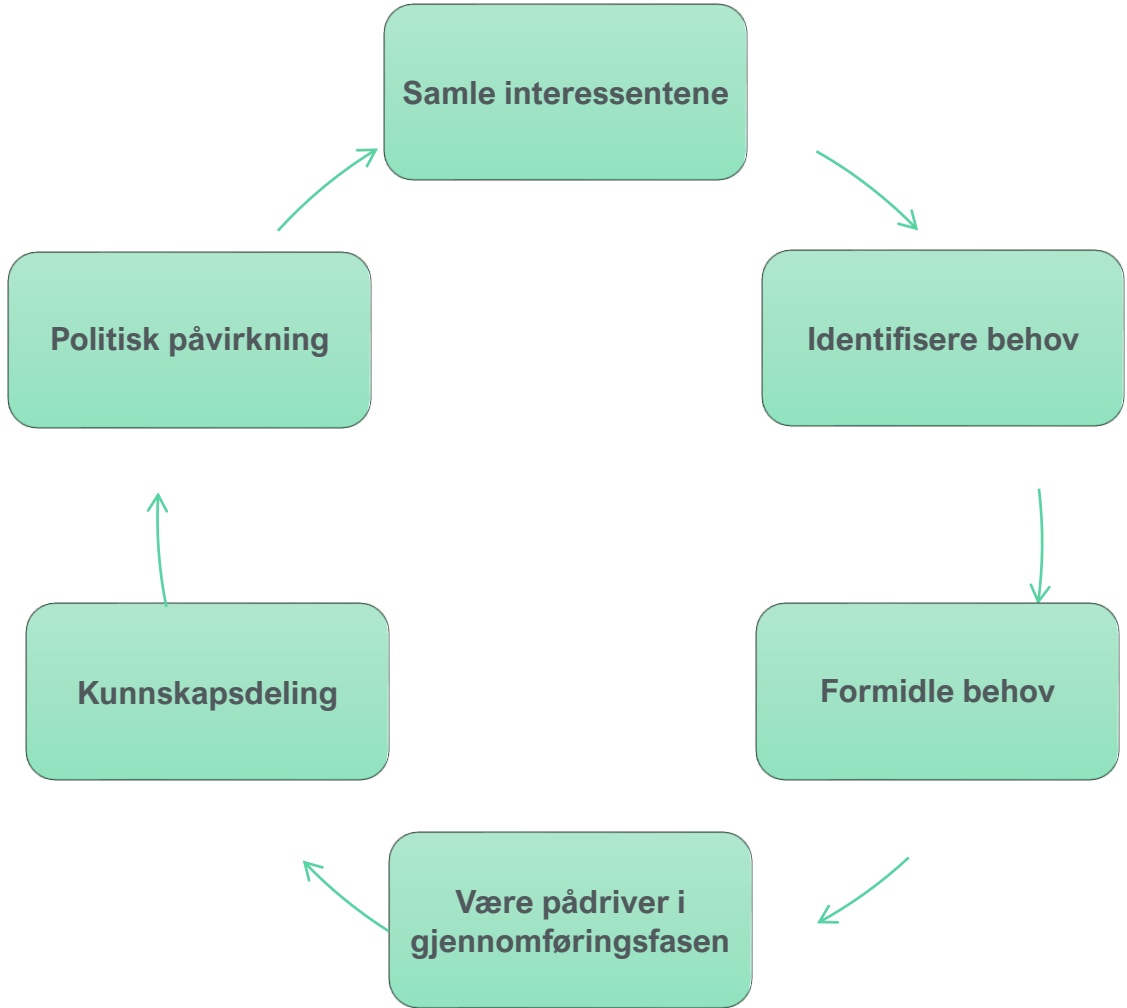 Samle interessentene
Identifisere behov
Formidle behov
Være pådriver i
gjennomføringsfasen
Kunnskapsdeling
Politisk påvirkning